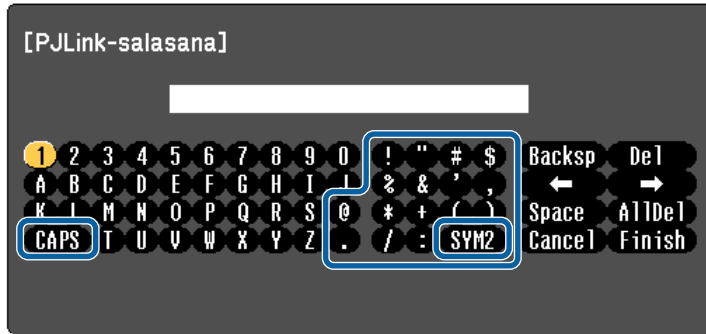 [PJLink-salasana]
1 2 3 4 5 6 7 8 9 0 ! " # $ Backsp Del
A B C D E F G H I J % & ' , ← →
K L M N O P Q R S @ * + ( ) Space AllDel
CAPS T U V W X Y Z . / : SYM2 Cancel Finish